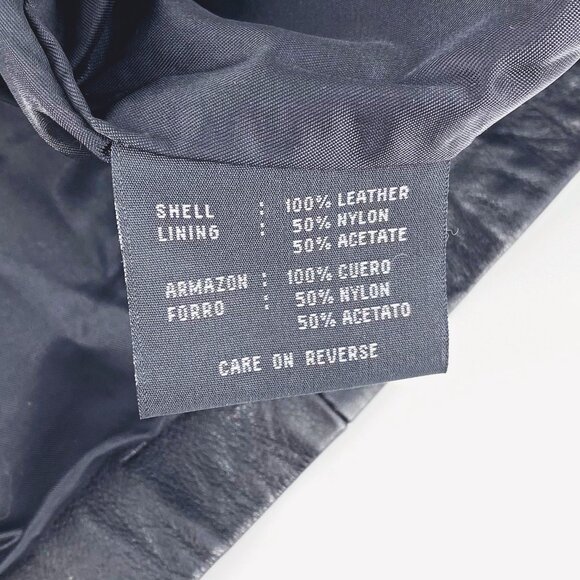 SHELL : 100% LEATHER
LINING : 50% NYLON
50% ACETATE
ARMAZON : 100% CUERO
FORRO : 50% NYLON
50% ACETATO
CARE ON REVERSE